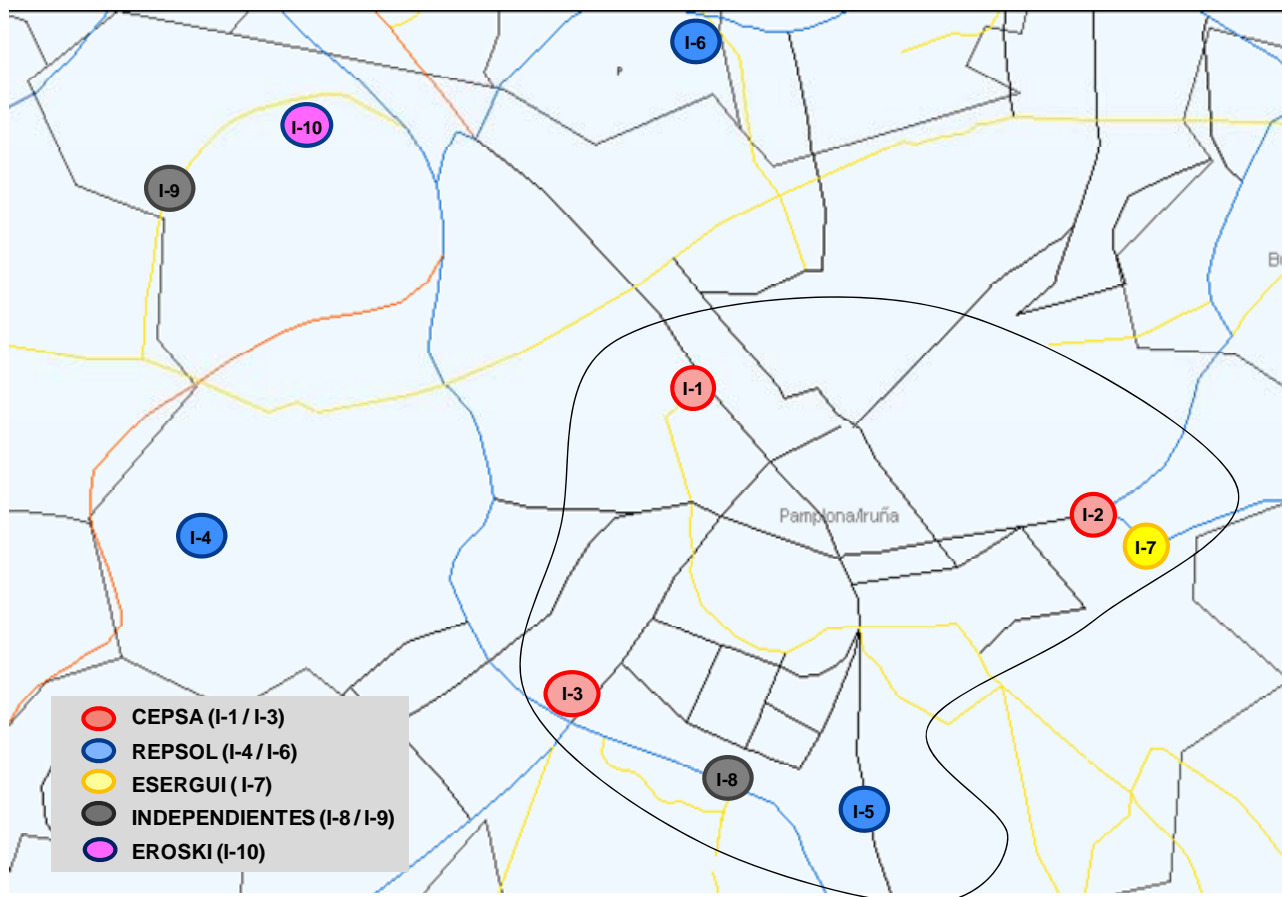 I-6
P
I-10
I-9
Bu
I-1
Pamplona/Iruña
I-2
I-4
I-7
I-3
I-8
I-5
CEPSA (I-1 / I-3)
REPSOL (I-4 / I-6)
ESERGUI ( I-7)
INDEPENDIENTES (I-8 / I-9)
EROSKI (I-10)